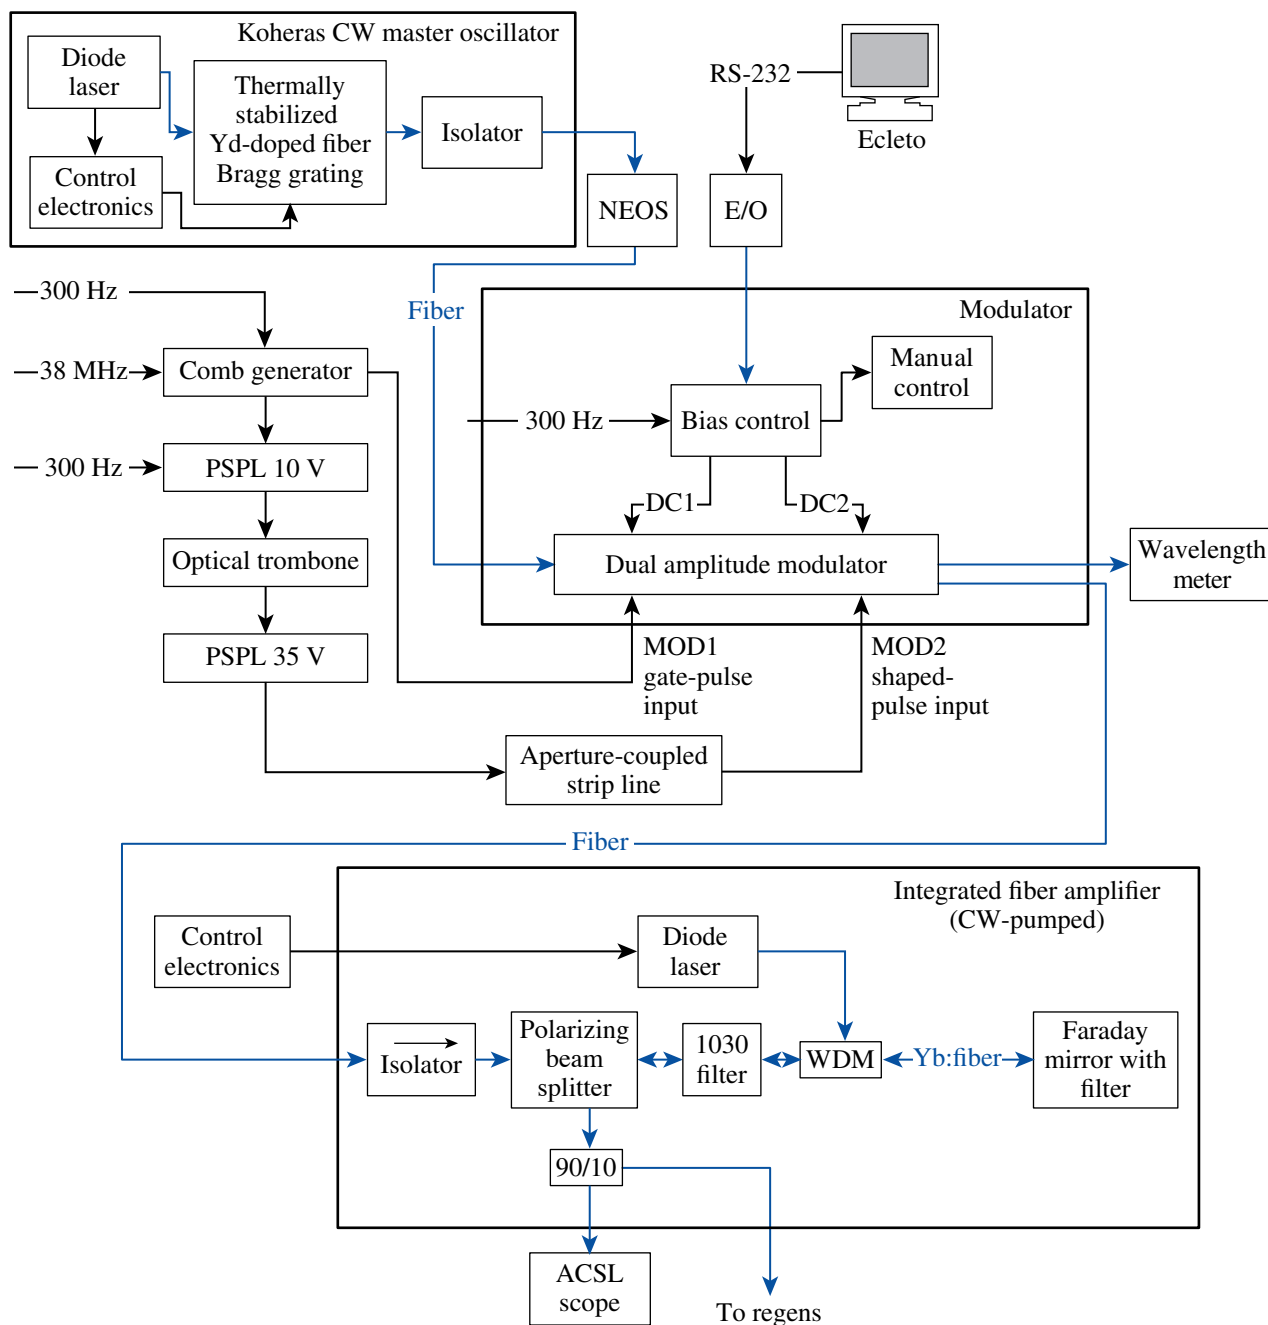 Koheras CW master oscillator
Diode
laser
Thermally
stabilized
Yd-doped fiber
Bragg grating
Isolator
Control
electronics
RS-232
Ecleto
NEOS
E/O
300 Hz
Fiber
Modulator
38 MHz
Comb generator
Manual
control
300 Hz
Bias control
300 Hz
PSPL 10 V
DC1
DC2
Optical trombone
Dual amplitude modulator
Wavelength
meter
PSPL 35 V
MOD1
gate-pulse
input
MOD2
shaped-
pulse input
Aperture-coupled
strip line
Fiber
Integrated fiber amplifier
(CW-pumped)
Control
electronics
Diode
laser
Isolator
Polarizing
beam
splitter
1030
filter
WDM
Yb:fiber
Faraday
mirror with
filter
90/10
ACSL
scope
To regens